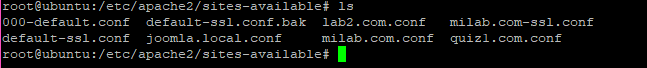 root@ubuntu:/etc/apache2/sites-available# ls
000-default.conf  default-ssl.conf.bak  lab2.com.conf  milab.com-ssl.conf
default-ssl.conf  joomla.local.conf     milab.com.conf  quiz1.com.conf
root@ubuntu:/etc/apache2/sites-available#